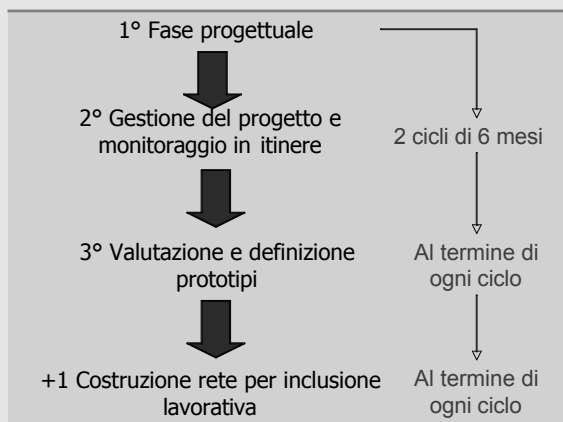 1° Fase progettuale
2° Gestione del progetto e
monitoraggio in itinere
2 cicli di 6 mesi
3° Valutazione e definizione
prototipi
Al termine di
ogni ciclo
+1 Costruzione rete per inclusione
lavorativa
Al termine di
ogni ciclo